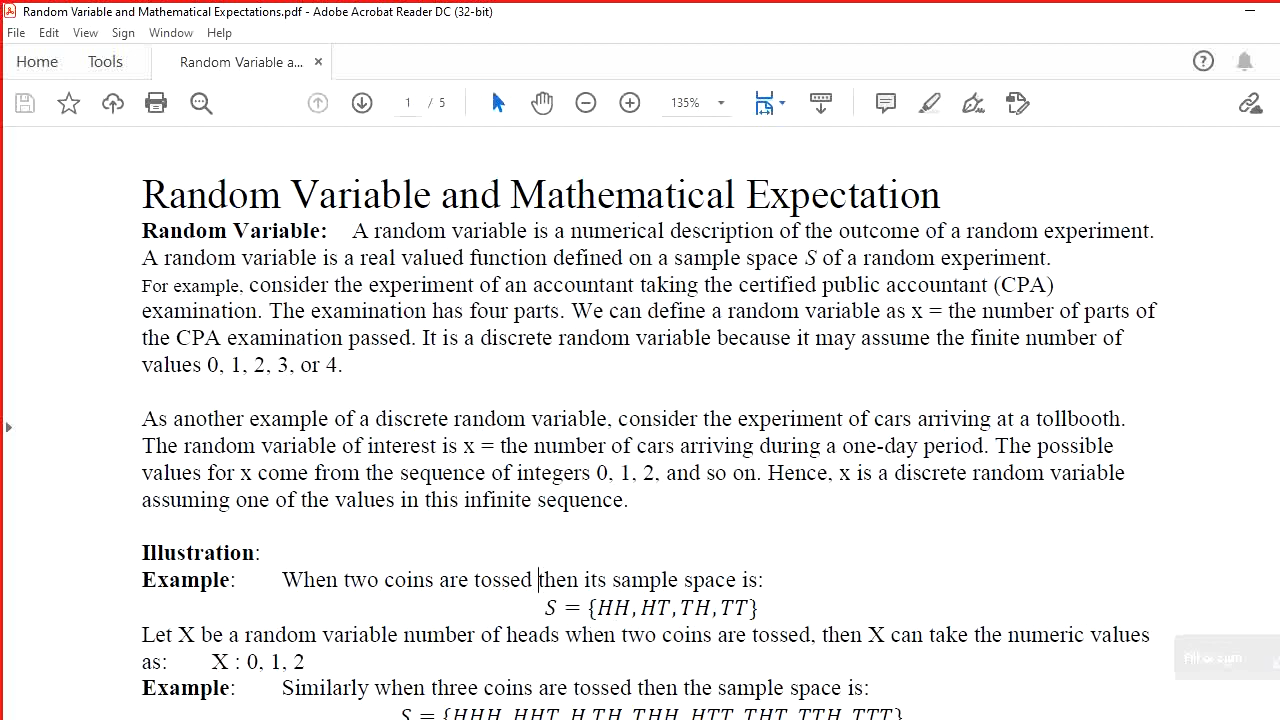 Random Variable and Mathematical Expectations.pdf - Adobe Acrobat Reader DC (32-bit)
File Edit View Sign Window Help
Home Tools Random Variable a... ×
1 / 5 135%
Random Variable and Mathematical Expectation
Random Variable: A random variable is a numerical description of the outcome of a random experiment.
A random variable is a real valued function defined on a sample space S of a random experiment.
For example, consider the experiment of an accountant taking the certified public accountant (CPA)
examination. The examination has four parts. We can define a random variable as x = the number of parts of
the CPA examination passed. It is a discrete random variable because it may assume the finite number of
values 0, 1, 2, 3, or 4.
As another example of a discrete random variable, consider the experiment of cars arriving at a tollbooth.
The random variable of interest is x = the number of cars arriving during a one-day period. The possible
values for x come from the sequence of integers 0, 1, 2, and so on. Hence, x is a discrete random variable
assuming one of the values in this infinite sequence.
Illustration:
Example: When two coins are tossed then its sample space is:
S = {HH, HT, TH, TT}
Let X be a random variable number of heads when two coins are tossed, then X can take the numeric values
as: X : 0, 1, 2
Example: Similarly when three coins are tossed then the sample space is:
S = {HHH, HHT, H TH, THH, HTT, THT, TTH, TTT}